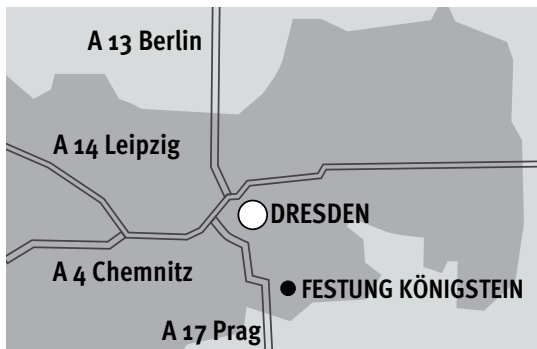 A 13 Berlin
A 14 Leipzig
DRESDEN
A 4 Chemnitz
FESTUNG KÖNIGSTEIN
A 17 Prag